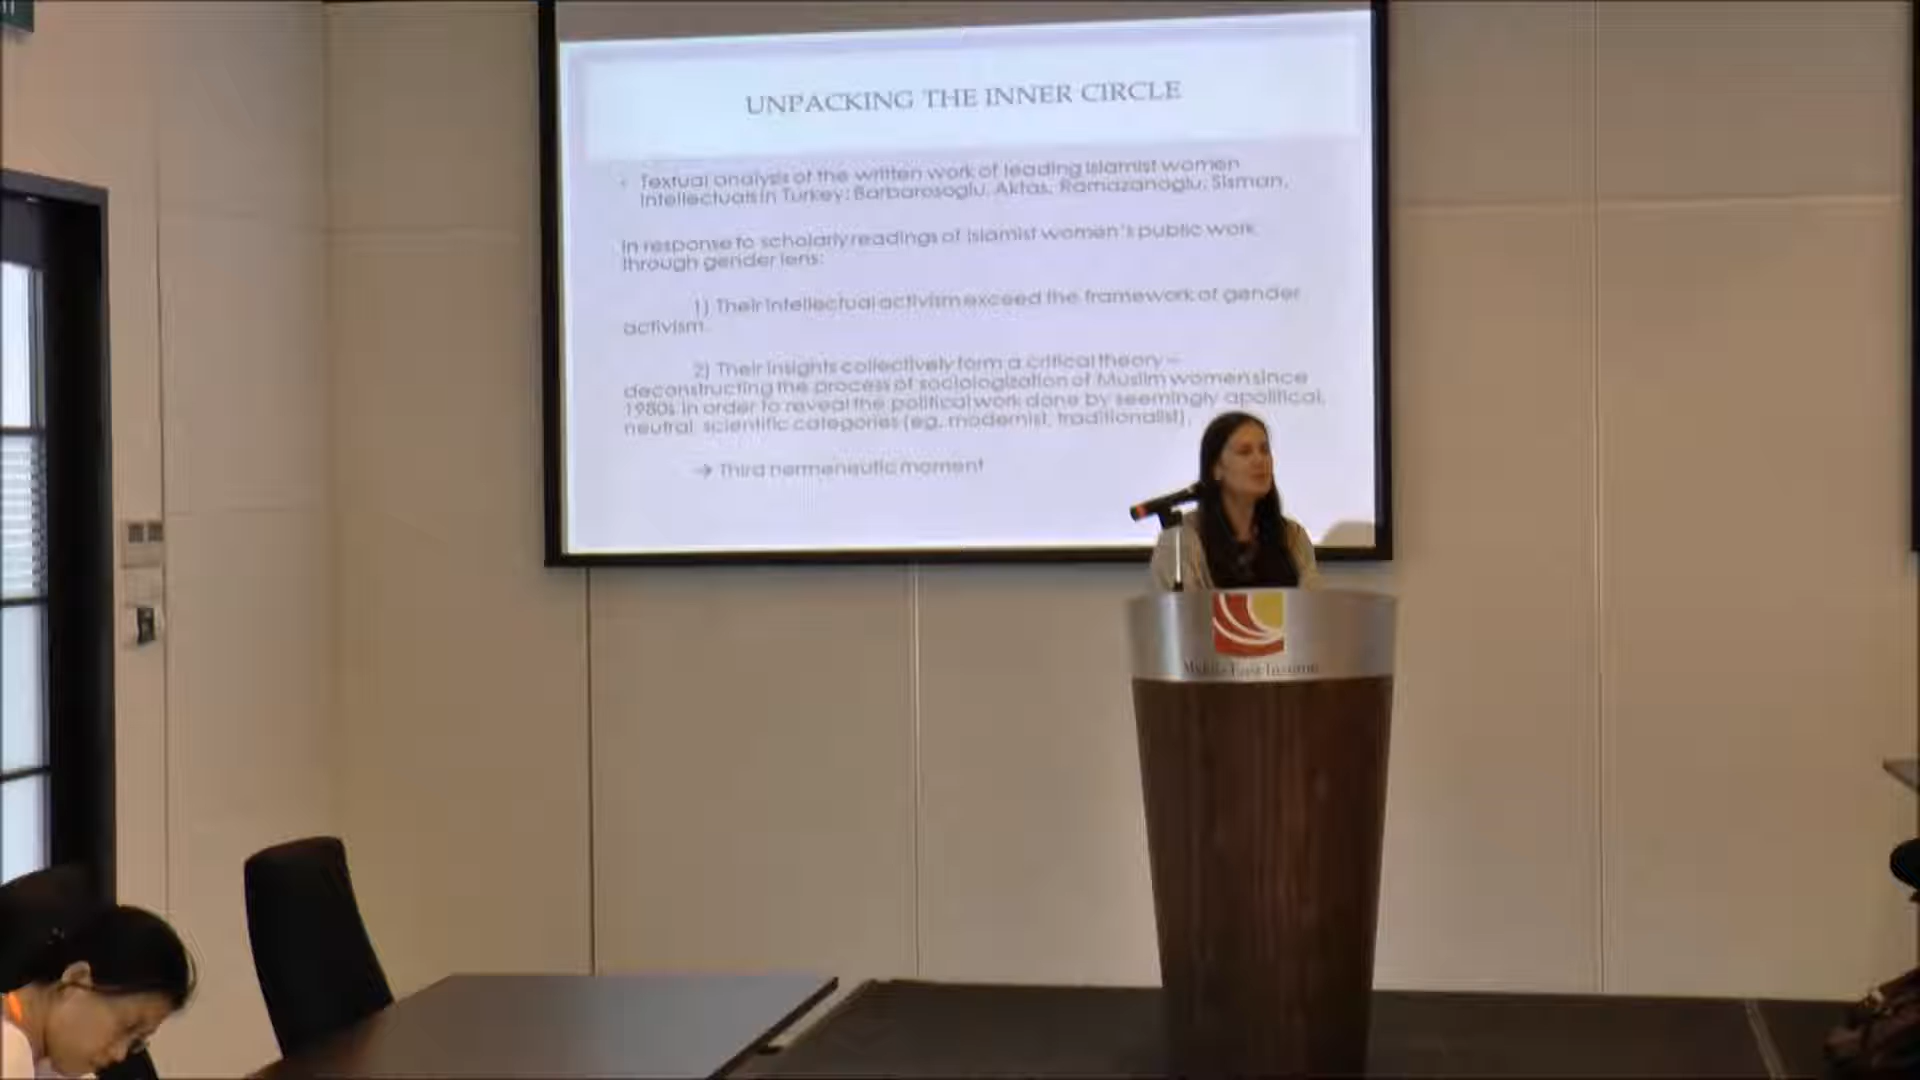 UNPACKING THE INNER CIRCLE
Textual analysis of the written work of leading Islamist women
intellectuals in Turkey: Barbarosoglu, Aktas, Ramazanoglu, Sisman.
In response to scholarly readings of Islamist women's public work
through gender lens:
1) Their intellectual activism exceed the framework of gender
activism.
2) Their insights collectively form a critical theory –
deconstructing the process of sociologization of Muslim women since
1980s in order to reveal the political work done by seemingly apolitical,
neutral, scientific categories (eg. modernist, traditionalist).
→ Third hermeneutic moment
Middle East Institute